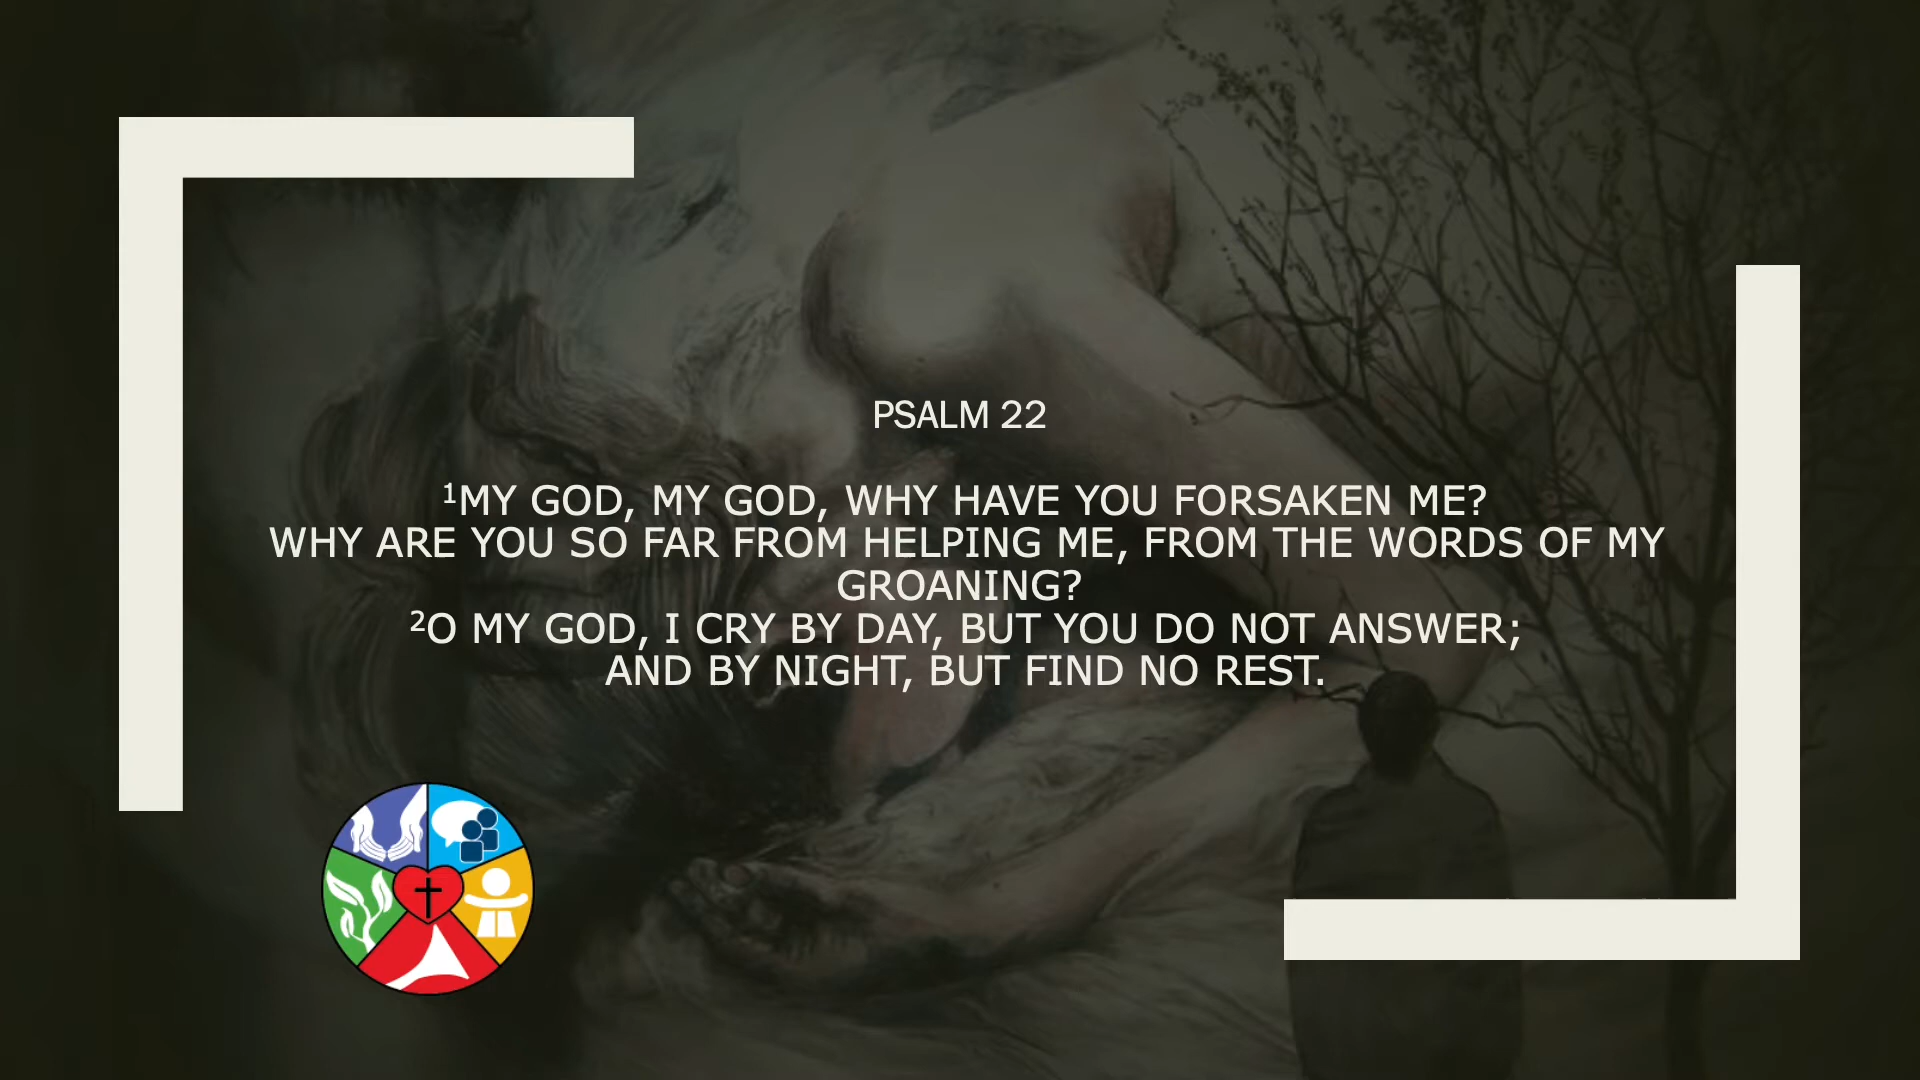 PSALM 22
¹MY GOD, MY GOD, WHY HAVE YOU FORSAKEN ME?
WHY ARE YOU SO FAR FROM HELPING ME, FROM THE WORDS OF MY
GROANING?
²O MY GOD, I CRY BY DAY, BUT YOU DO NOT ANSWER;
AND BY NIGHT, BUT FIND NO REST.